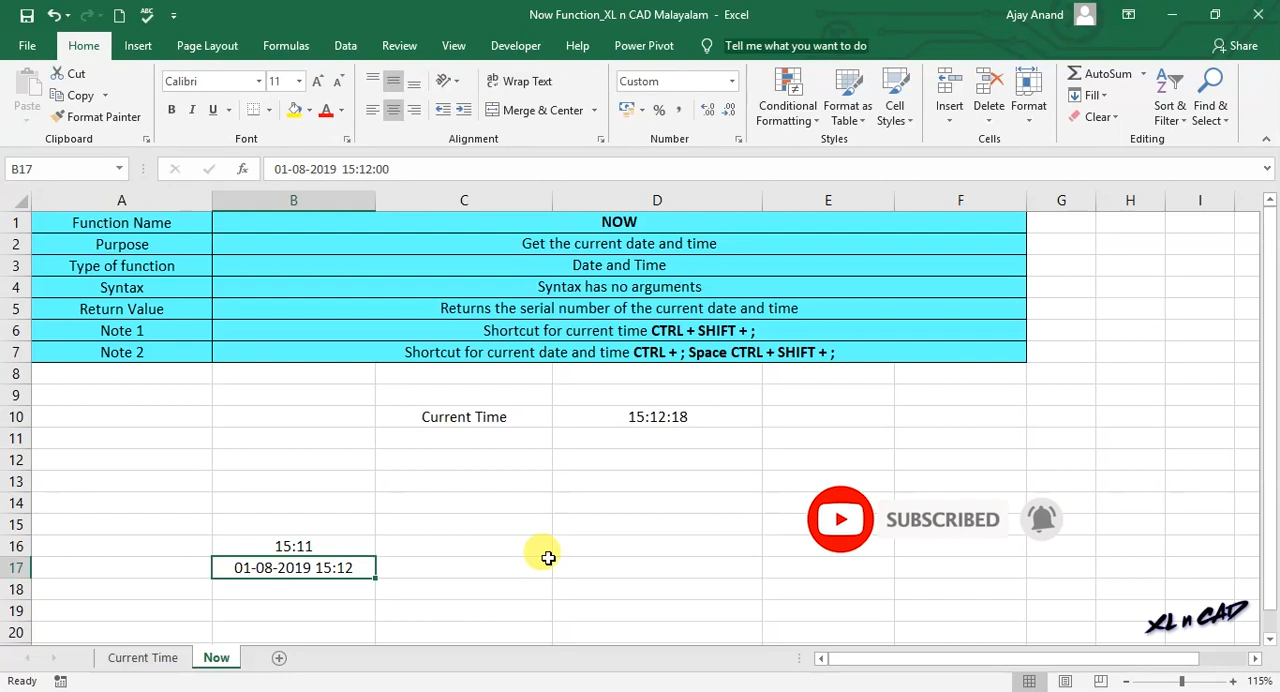 Now Function_XL n CAD Malayalam - Excel
Ajay Anand
File Home Insert Page Layout Formulas Data Review View Developer Help Power Pivot Tell me what you want to do Share
Paste
Cut
Copy
Format Painter
Clipboard
Calibri 11
B I U
Font
Wrap Text
Merge & Center
Alignment
Custom
Number
Conditional Formatting
Format as Table
Cell Styles
Styles
Insert Delete Format
Cells
AutoSum
Fill
Clear
Sort & Filter
Find & Select
Editing
B17 fx 01-08-2019 15:12:00
A B C D E F G H I
1 Function Name NOW
2 Purpose Get the current date and time
3 Type of function Date and Time
4 Syntax Syntax has no arguments
5 Return Value Returns the serial number of the current date and time
6 Note 1 Shortcut for current time CTRL + SHIFT + ;
7 Note 2 Shortcut for current date and time CTRL + ; Space CTRL + SHIFT + ;
8
9
10 Current Time 15:12:18
11
12
13
14
15
SUBSCRIBED
16 15:11
17 01-08-2019 15:12
18
19
20
XL n CAD
Current Time Now
Ready
115%